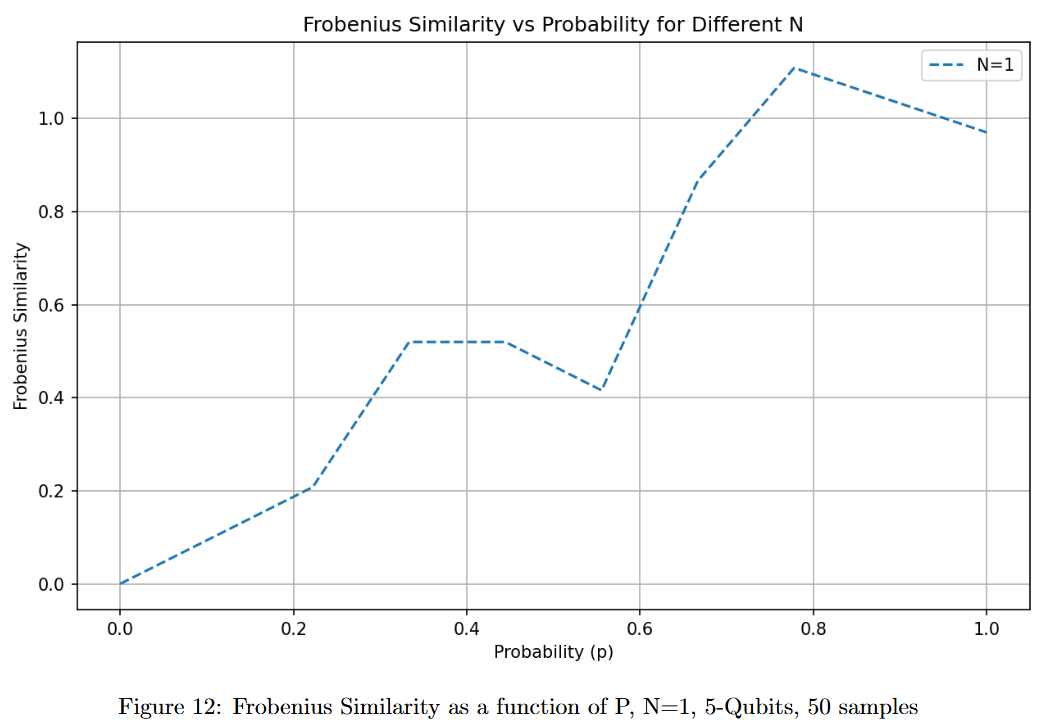 Frobenius Similarity vs Probability for Different N
N=1
1.0
0.8
0.6
0.4
0.2
0.0
Frobenius Similarity
0.0 0.2 0.4 0.6 0.8 1.0
Probability (p)
Figure 12: Frobenius Similarity as a function of P, N=1, 5-Qubits, 50 samples